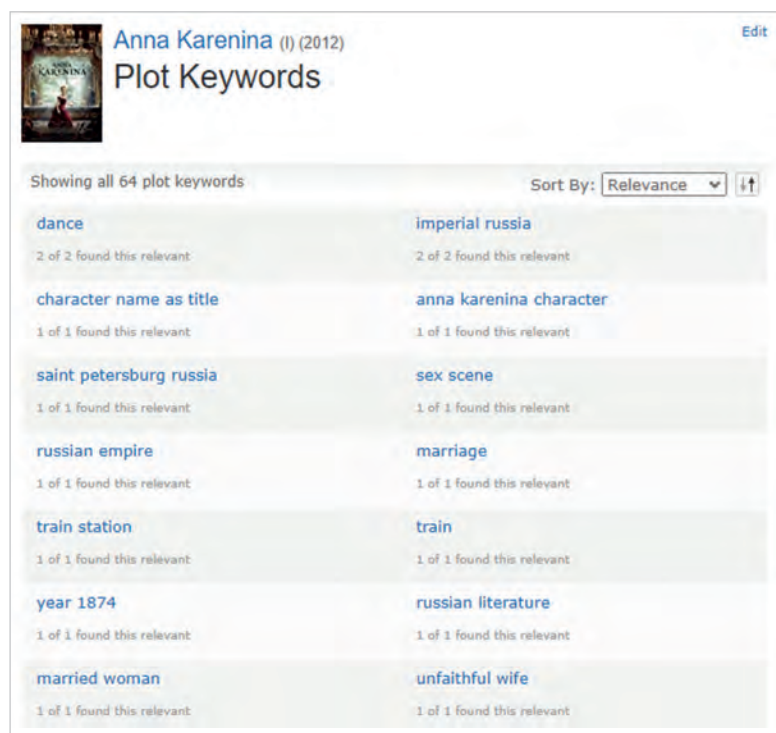 Anna Karenina (I) (2012)
Edit
Plot Keywords
ANNA
KARENINA
Showing all 64 plot keywords
Sort By: Relevance
dance
imperial russia
2 of 2 found this relevant
2 of 2 found this relevant
character name as title
anna karenina character
1 of 1 found this relevant
1 of 1 found this relevant
saint petersburg russia
sex scene
1 of 1 found this relevant
1 of 1 found this relevant
russian empire
marriage
1 of 1 found this relevant
1 of 1 found this relevant
train station
train
1 of 1 found this relevant
1 of 1 found this relevant
year 1874
russian literature
1 of 1 found this relevant
1 of 1 found this relevant
married woman
unfaithful wife
1 of 1 found this relevant
1 of 1 found this relevant